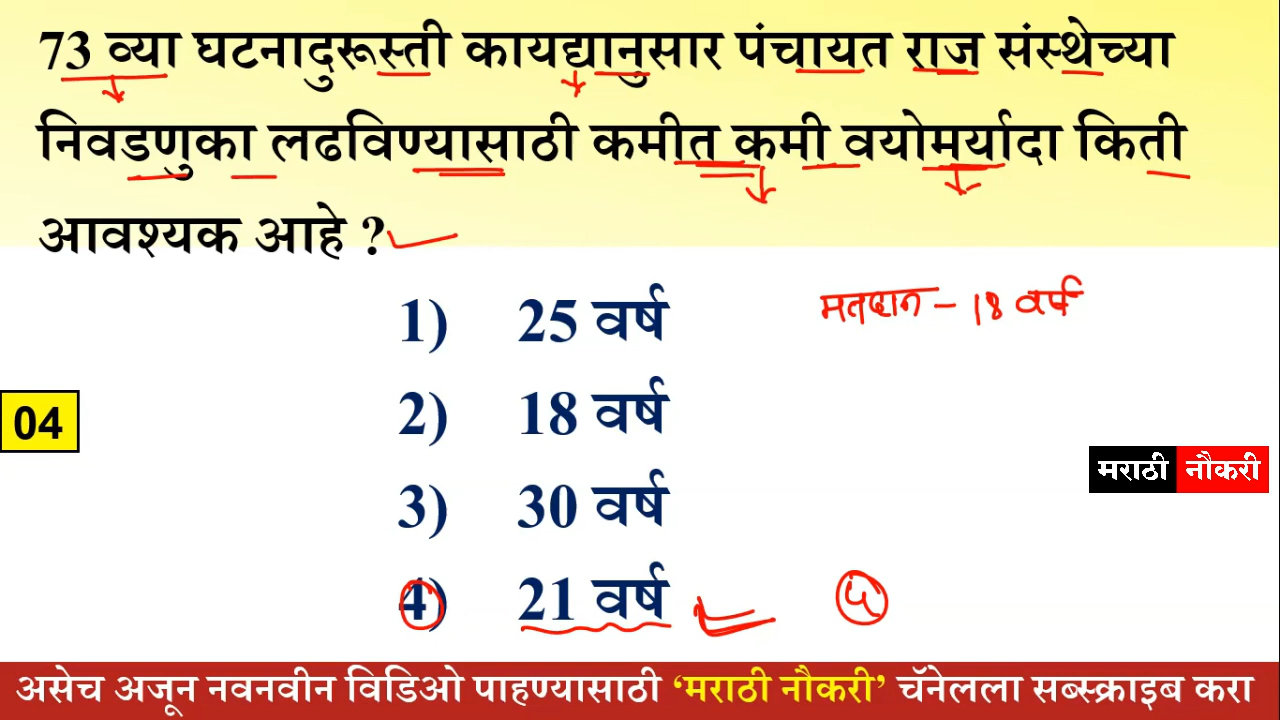 73 व्या घटनादुरूस्ती कायद्यानुसार पंचायत राज संस्थेच्या
निवडणुका लढविण्यासाठी कमीत कमी वयोमर्यादा किती
आवश्यक आहे ?
1) 25 वर्ष
मतदान – 18 वर्ष
2) 18 वर्ष
04
मराठी नौकरी
3) 30 वर्ष
4) 21 वर्ष
असेच अजून नवनवीन विडिओ पाहण्यासाठी ‘मराठी नौकरी’ चॅनेलला सब्स्क्राइब करा